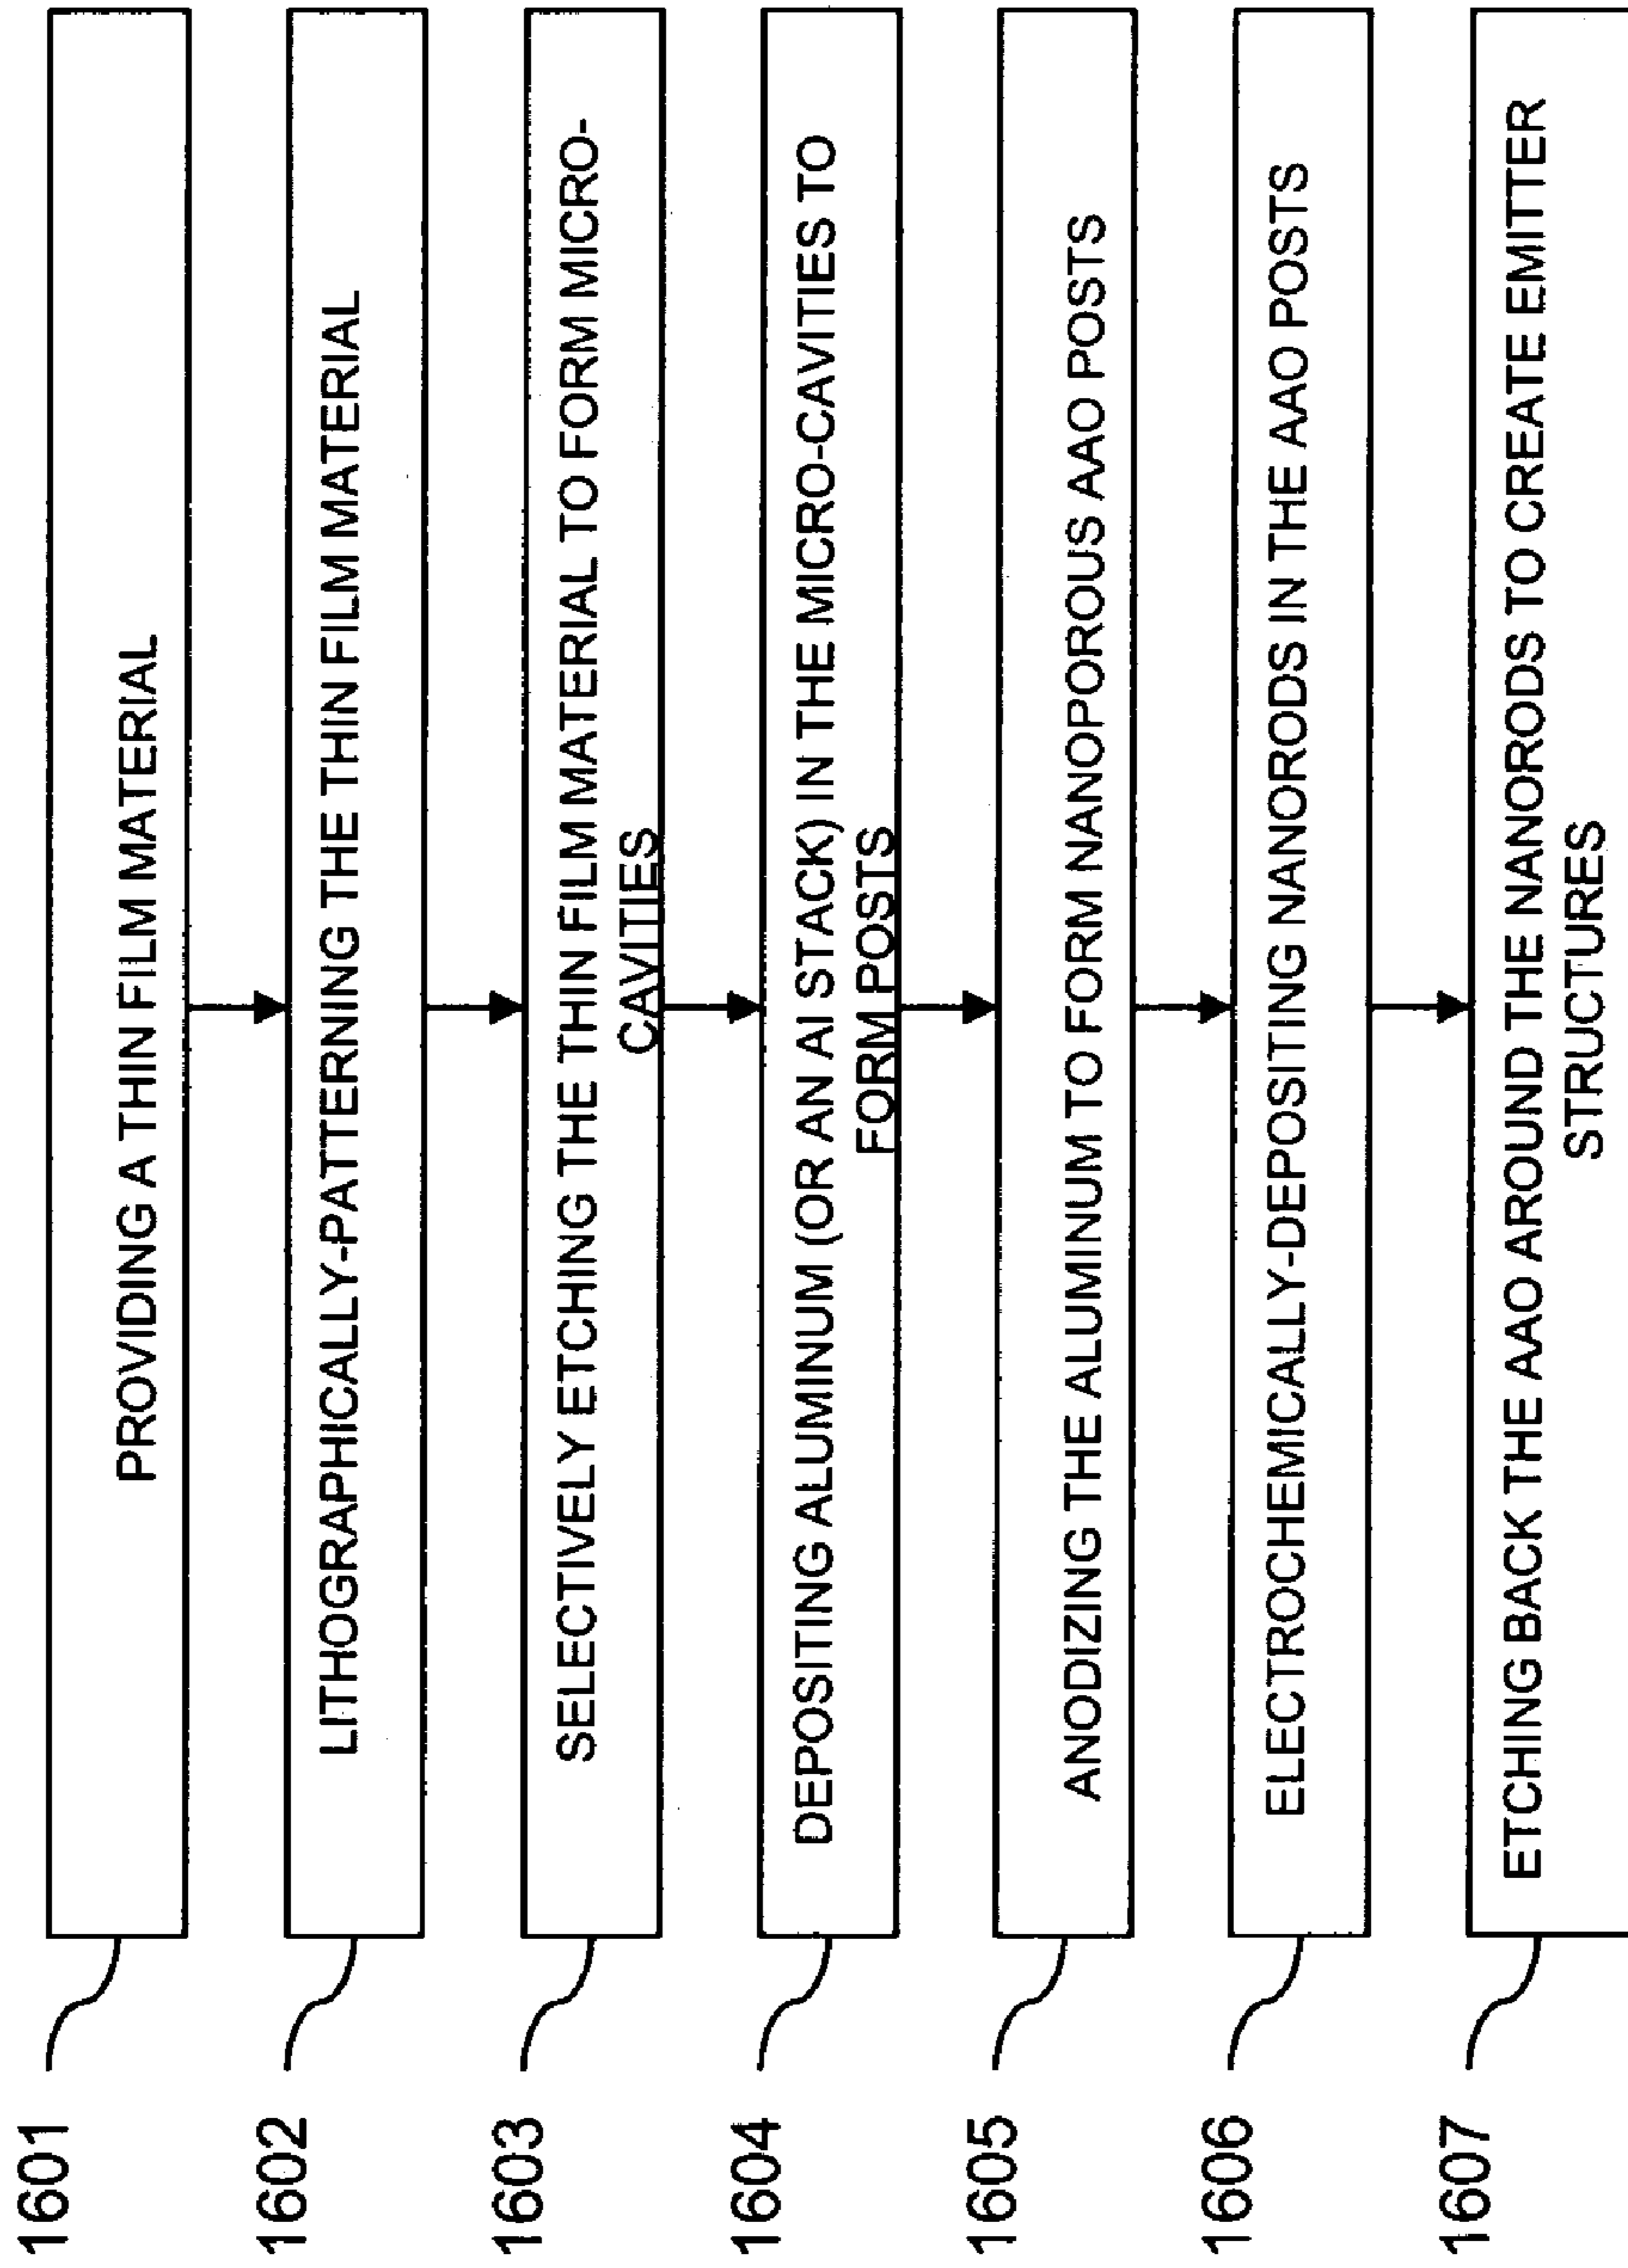 1601
PROVIDING A THIN FILM MATERIAL
1602
LITHOGRAPHICALLY-PATTERNING THE THIN FILM MATERIAL
1603
SELECTIVELY ETCHING THE THIN FILM MATERIAL TO FORM MICRO-
CAVITIES
1604
DEPOSITING ALUMINUM (OR AN Al STACK) IN THE MICRO-CAVITIES TO
FORM POSTS
1605
ANODIZING THE ALUMINUM TO FORM NANOPOROUS AAO POSTS
1606
ELECTROCHEMICALLY-DEPOSITING NANORODS IN THE AAO POSTS
1607
ETCHING BACK THE AAO AROUND THE NANORODS TO CREATE EMITTER
STRUCTURES